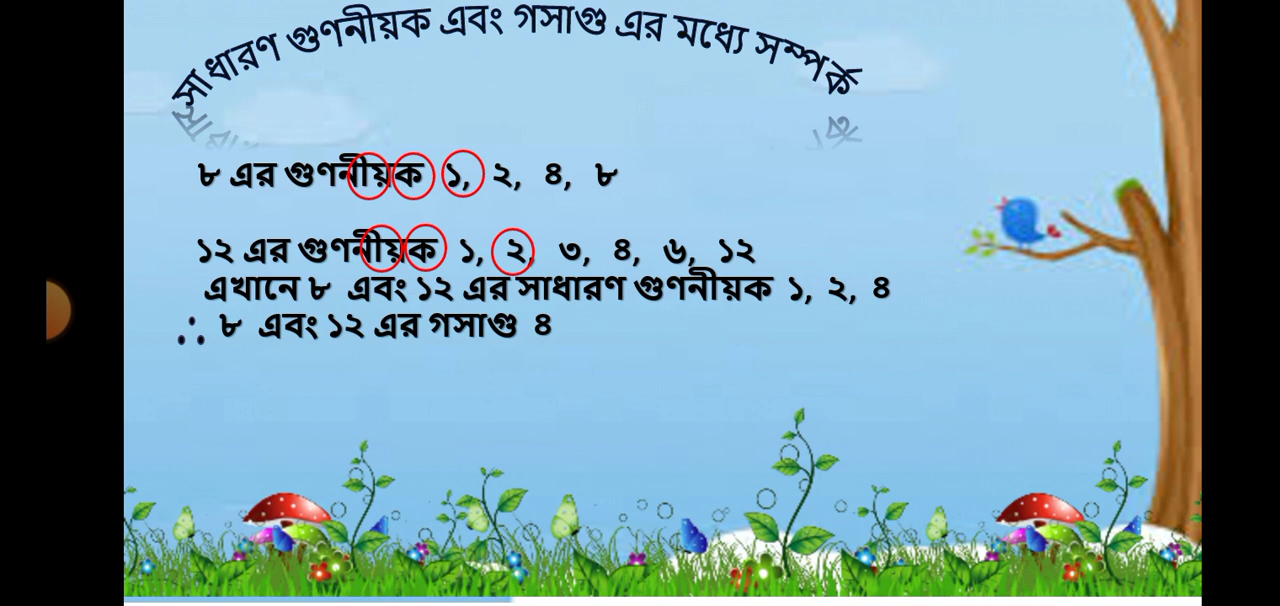 সাধারণ গুণনীয়ক এবং গসাগু এর মধ্যে সম্পর্ক
৮ এর গুণনীয়ক ১, ২, ৪, ৮
১২ এর গুণনীয়ক ১, ২, ৩, ৪, ৬, ১২
এখানে ৮ এবং ১২ এর সাধারণ গুণনীয়ক ১, ২, ৪
∴ ৮ এবং ১২ এর গসাগু ৪